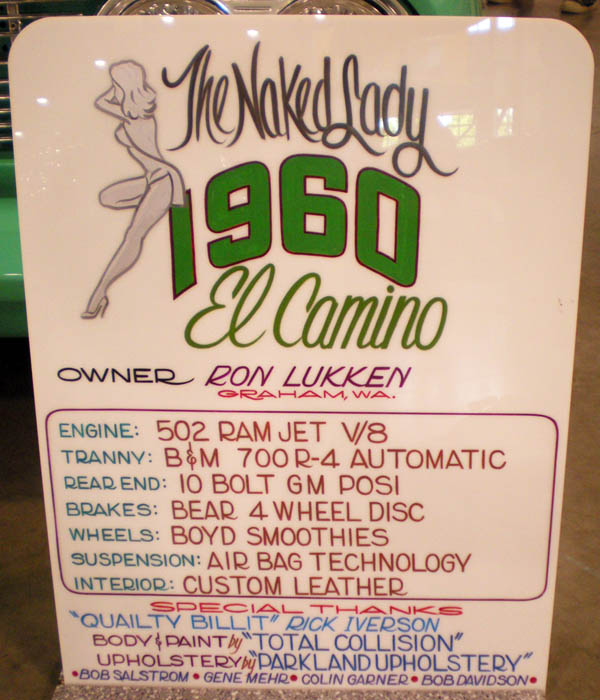 The Naked Lady
1960
El Camino
OWNER RON LUKKEN
GRAHAM, WA.
ENGINE: 502 RAM JET V/8
TRANNY: B&M 700 R-4 AUTOMATIC
REAR END: 10 BOLT GM POSI
BRAKES: BEAR 4 WHEEL DISC
WHEELS: BOYD SMOOTHIES
SUSPENSION: AIR BAG TECHNOLOGY
INTERIOR: CUSTOM LEATHER
SPECIAL THANKS
"QUAILTY BILLIT" RICK IVERSON
BODY & PAINT by "TOTAL COLLISION"
UPHOLSTERY by "PARKLAND UPHOLSTERY"
•BOB SALSTROM • GENE MEHR • COLIN GARNER • BOB DAVIDSON •